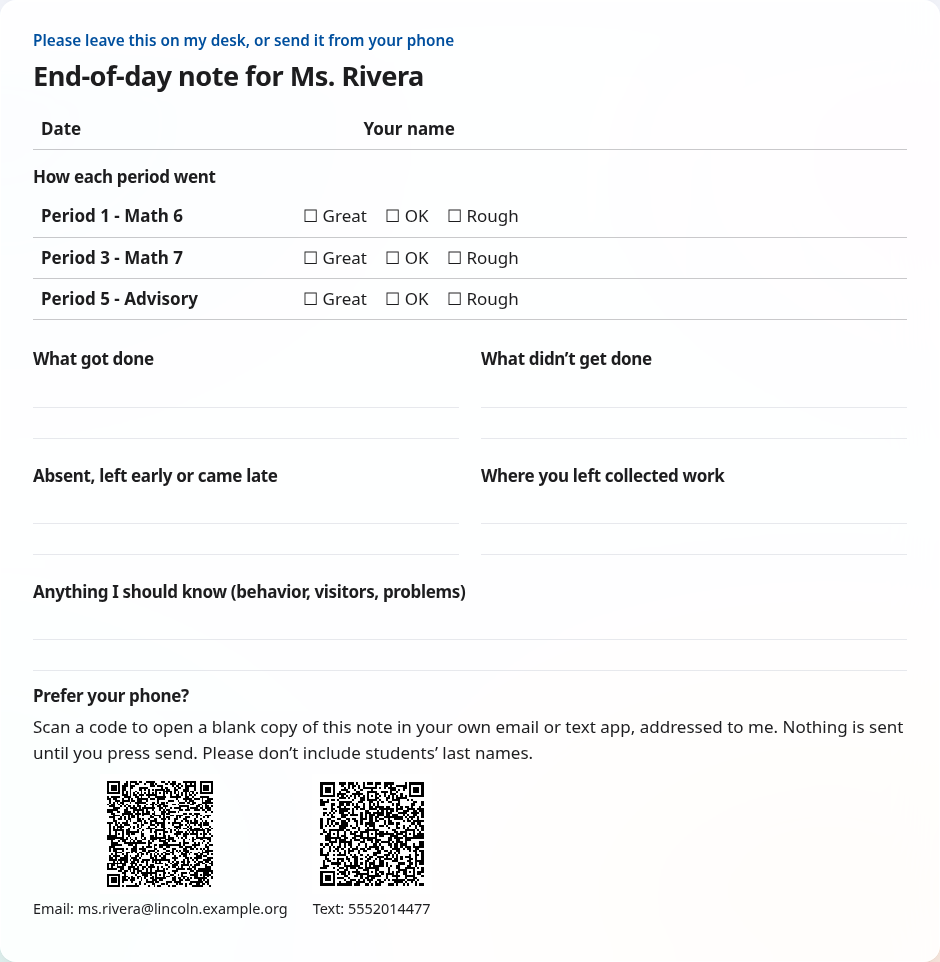 Please leave this on my desk, or send it from your phone
End-of-day note for Ms. Rivera
Date Your name
How each period went
Period 1 - Math 6 ☐ Great ☐ OK ☐ Rough
Period 3 - Math 7 ☐ Great ☐ OK ☐ Rough
Period 5 - Advisory ☐ Great ☐ OK ☐ Rough
What got done What didn’t get done
Absent, left early or came late Where you left collected work
Anything I should know (behavior, visitors, problems)
Prefer your phone?
Scan a code to open a blank copy of this note in your own email or text app, addressed to me. Nothing is sent
until you press send. Please don’t include students’ last names.
Email: ms.rivera@lincoln.example.org Text: 5552014477